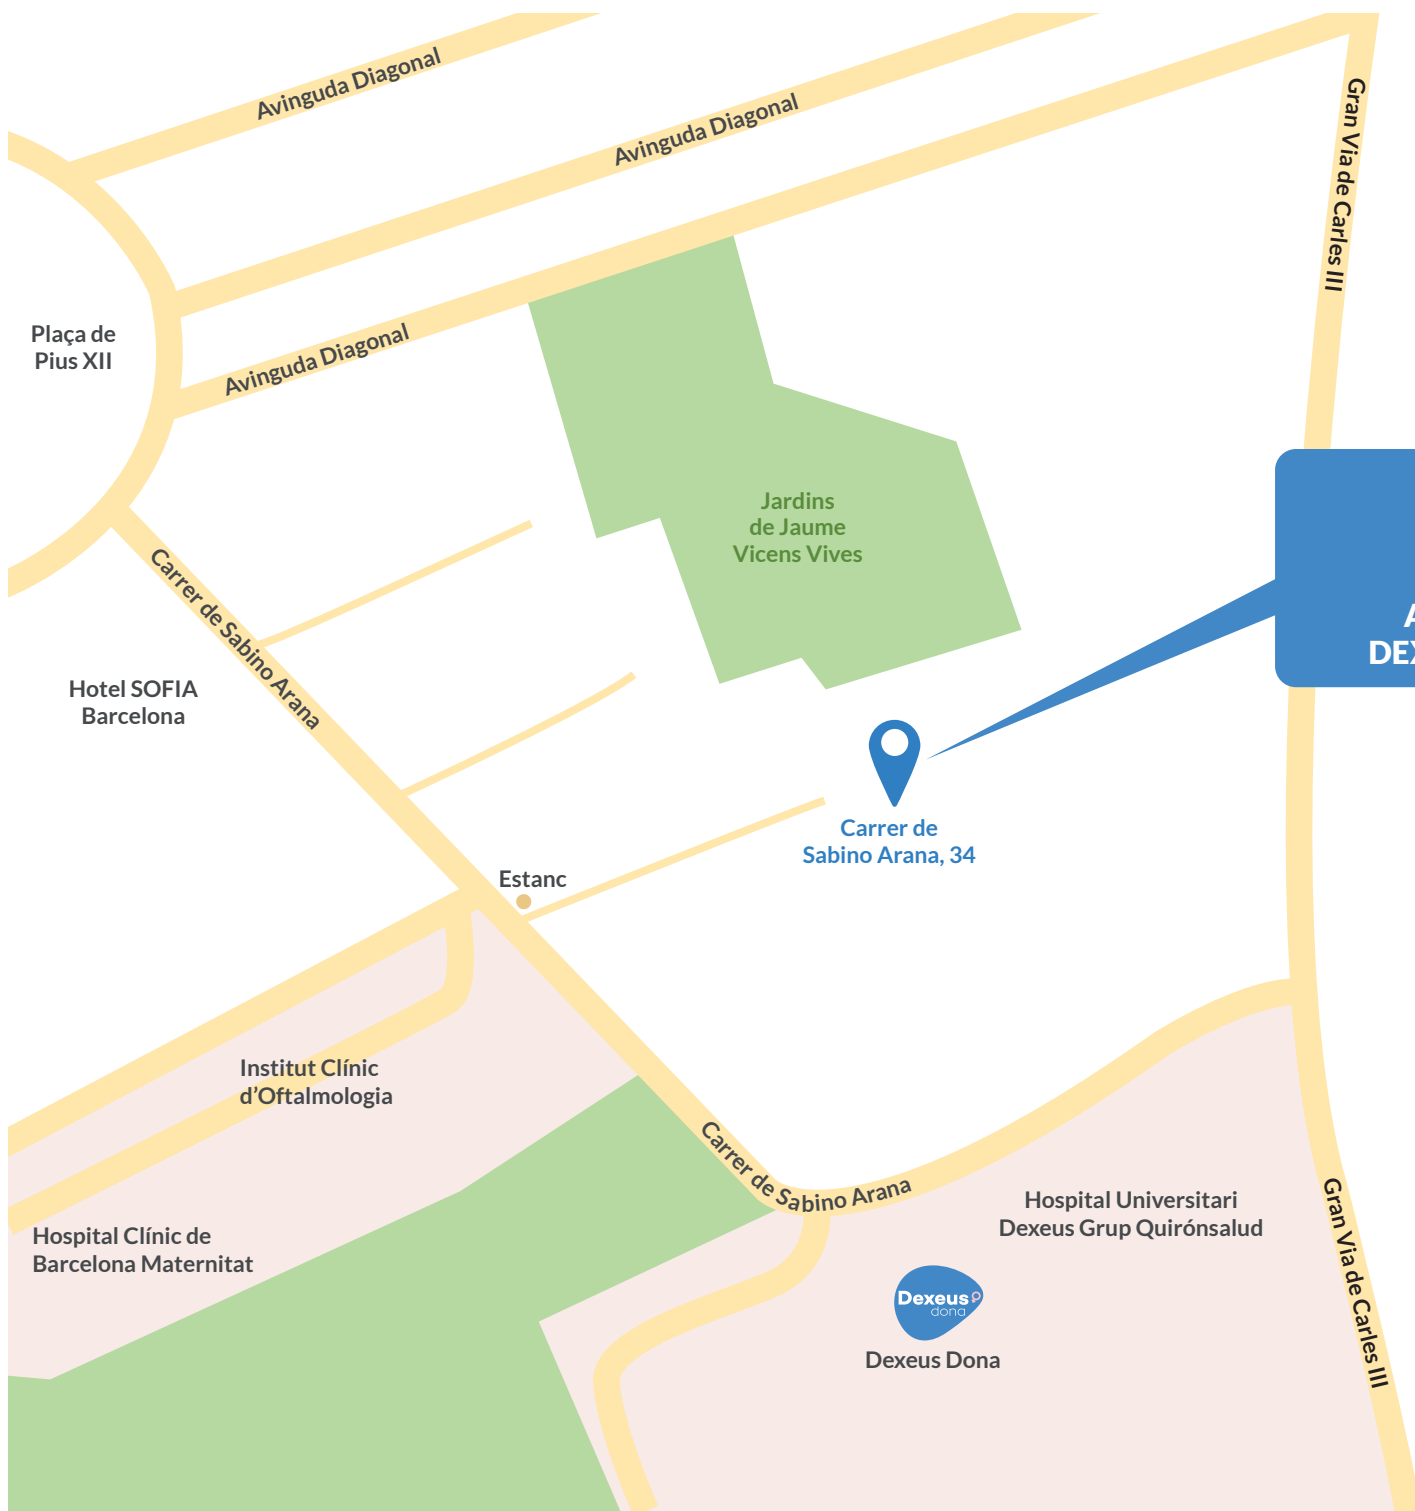 Avinguda Diagonal
Avinguda Diagonal
Gran Via de Carles III
Plaça de
Pius XII
Avinguda Diagonal
Jardins
de Jaume
Vicens Vives
Carrer de Sabino Arana
Hotel SOFIA
Barcelona
Carrer de
Sabino Arana, 34
Estanc
Institut Clínic
d'Oftalmologia
Carrer de Sabino Arana
Hospital Universitari
Dexeus Grup Quirónsalud
Gran Via de Carles III
Hospital Clínic de
Barcelona Maternitat
Dexeus
dona
Dexeus Dona